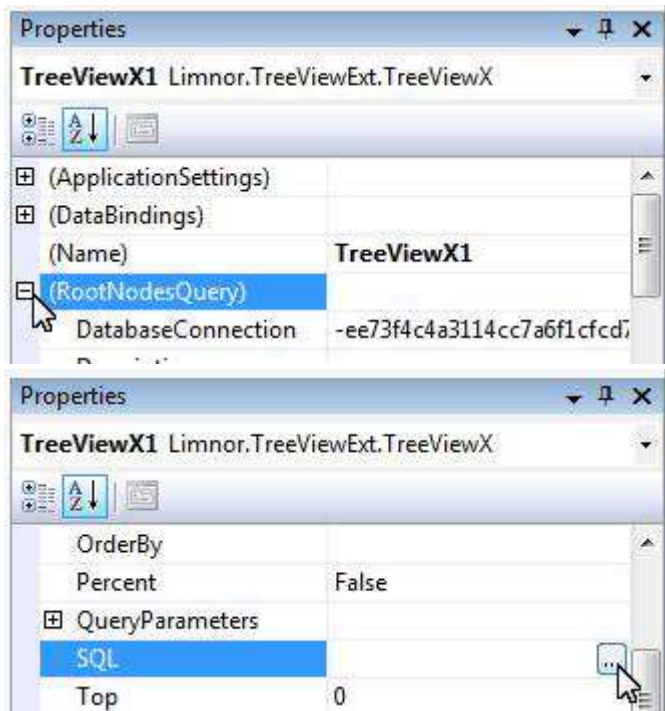 Properties
TreeViewX1 Limnor.TreeViewExt.TreeViewX
(ApplicationSettings)
(DataBindings)
(Name) TreeViewX1
(RootNodesQuery)
DatabaseConnection -ee73f4c4a3114cc7a6f1cfcd7
Properties
TreeViewX1 Limnor.TreeViewExt.TreeViewX
OrderBy
Percent False
QueryParameters
SQL ...
Top 0